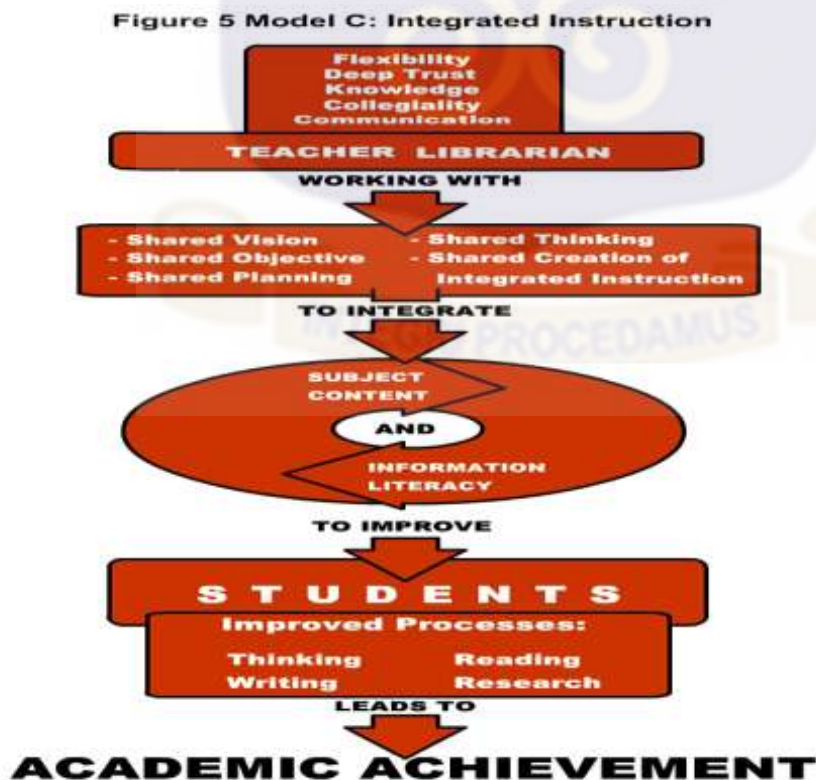 Figure 5 Model C: Integrated Instruction
Flexibility
Deep Trust
Knowledge
Collegiality
Communication
TEACHER LIBRARIAN
WORKING WITH
- Shared Vision
- Shared Objective
- Shared Planning
- Shared Thinking
- Shared Creation of
Integrated Instruction
TO INTEGRATE
PROCEDAMUS
SUBJECT
CONTENT
AND
INFORMATION
LITERACY
TO IMPROVE
STUDENTS
Improved Processes:
Thinking Reading
Writing Research
LEADS TO
ACADEMIC ACHIEVEMENT